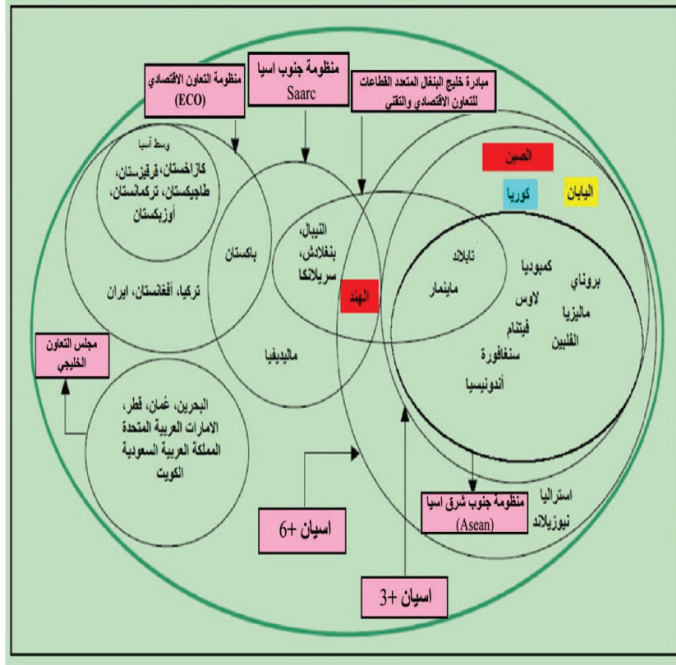 مبادرة خليج البنغال المتعدد القطاعات
للتعاون الاقتصادي والتقني
منظومة جنوب اسيا
Saarc
منظومة التعاون الاقتصادي
(ECO)
وسط آسيا
كازاخستان، قرقيزستان،
طاجيكستان، تركمانستان،
أوزبكستان
تركيا، أفغانستان، ايران
باكستان
النيبال،
بنغلادش،
سريلانكا
ماليديفيا
الهند
الصين
كوريا
اليابان
تايلاند
ماينمار
كمبوديا
لاوس
فيتنام
سنغافورة
أندونيسيا
بروناي
ماليزيا
الفلبين
مجلس التعاون
الخليجي
البحرين، عُمان، قطر،
الامارات العربية المتحدة
المملكة العربية السعودية
الكويت
منظومة جنوب شرق اسيا
(Asean)
استراليا
نيوزيلاند
اسيان +6
اسيان +3